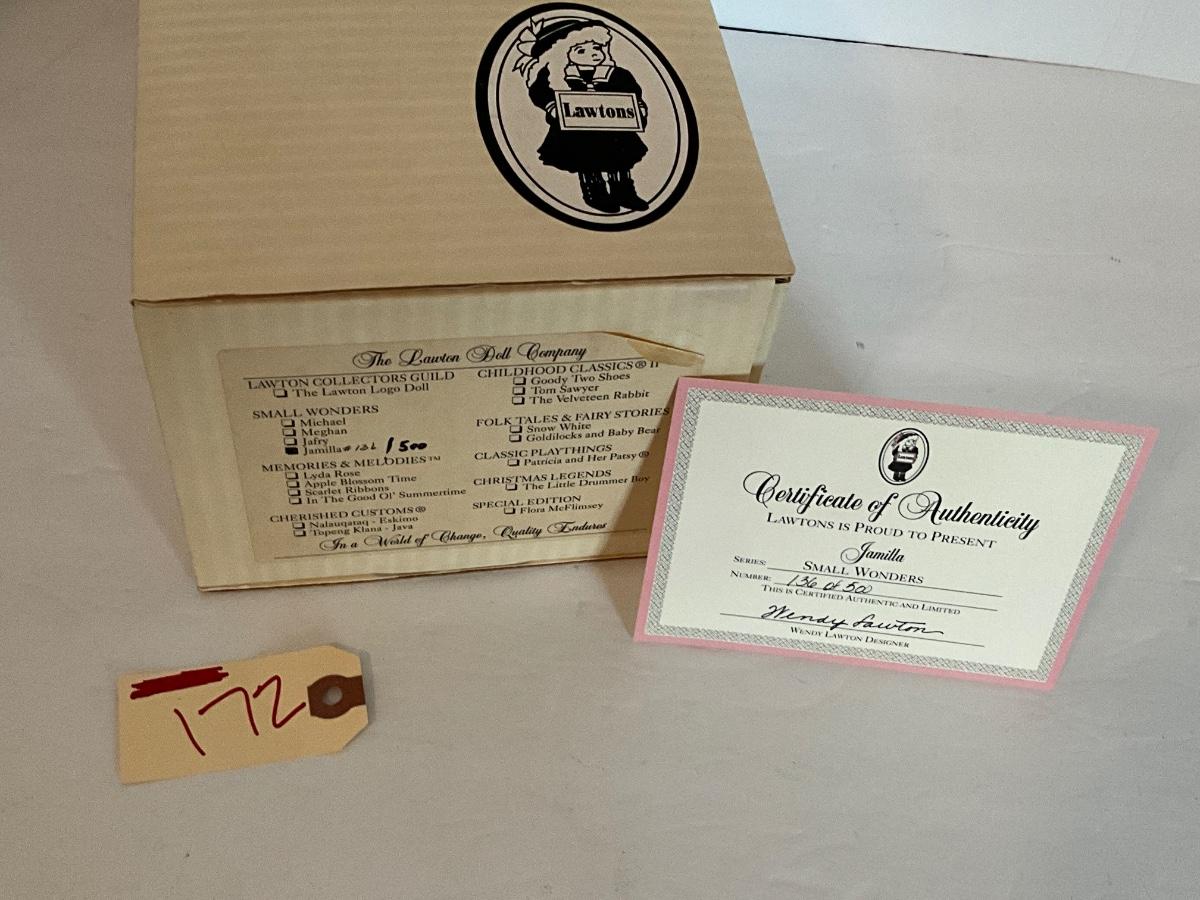 Lawtons
The Lawton Doll Company
LAWTON COLLECTORS GUILD
❏ The Lawton Logo Doll
SMALL WONDERS
❏ Michael
❏ Meghan
❏ Jafry
■ Jamilla # 136 / 500
MEMORIES & MELODIES™
❏ Lyda Rose
❏ Apple Blossom Time
❏ Scarlet Ribbons
❏ In The Good Ol' Summertime
CHERISHED CUSTOMS®
❏ Nalauqataq - Eskimo
❏ Topeng Klana - Java
CHILDHOOD CLASSICS® II
❏ Goody Two Shoes
❏ Tom Sawyer
❏ The Velveteen Rabbit
FOLK TALES & FAIRY STORIES
❏ Snow White
❏ Goldilocks and Baby Bear
CLASSIC PLAYTHINGS
❏ Patricia and Her Patsy®
CHRISTMAS LEGENDS
❏ The Little Drummer Boy
SPECIAL EDITION
❏ Flora McFlimsey
In a World of Change, Quality Endures
Certificate of Authenticity
LAWTONS IS PROUD TO PRESENT
Jamilla
SERIES: SMALL WONDERS
NUMBER: 136 of 500
THIS IS CERTIFIED AUTHENTIC AND LIMITED
Wendy Lawton
WENDY LAWTON DESIGNER
172